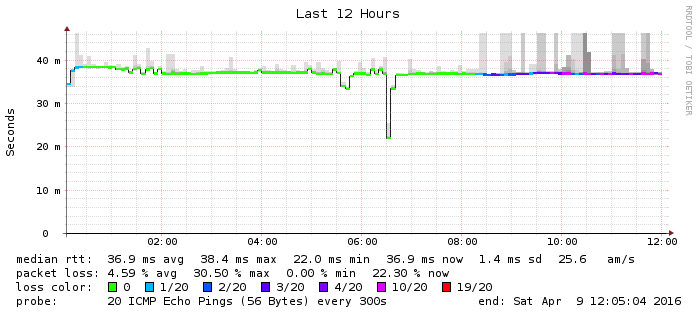 Last 12 Hours
RRDTOOL / TOBI OETIKER
Seconds
40 m
30 m
20 m
10 m
0
02:00 04:00 06:00 08:00 10:00 12:00
median rtt: 36.9 ms avg 38.4 ms max 22.0 ms min 36.9 ms now 1.4 ms sd 25.6 am/s
packet loss: 4.59 % avg 30.50 % max 0.00 % min 22.30 % now
loss color: 0 1/20 2/20 3/20 4/20 10/20 19/20
probe: 20 ICMP Echo Pings (56 Bytes) every 300s end: Sat Apr 9 12:05:04 2016